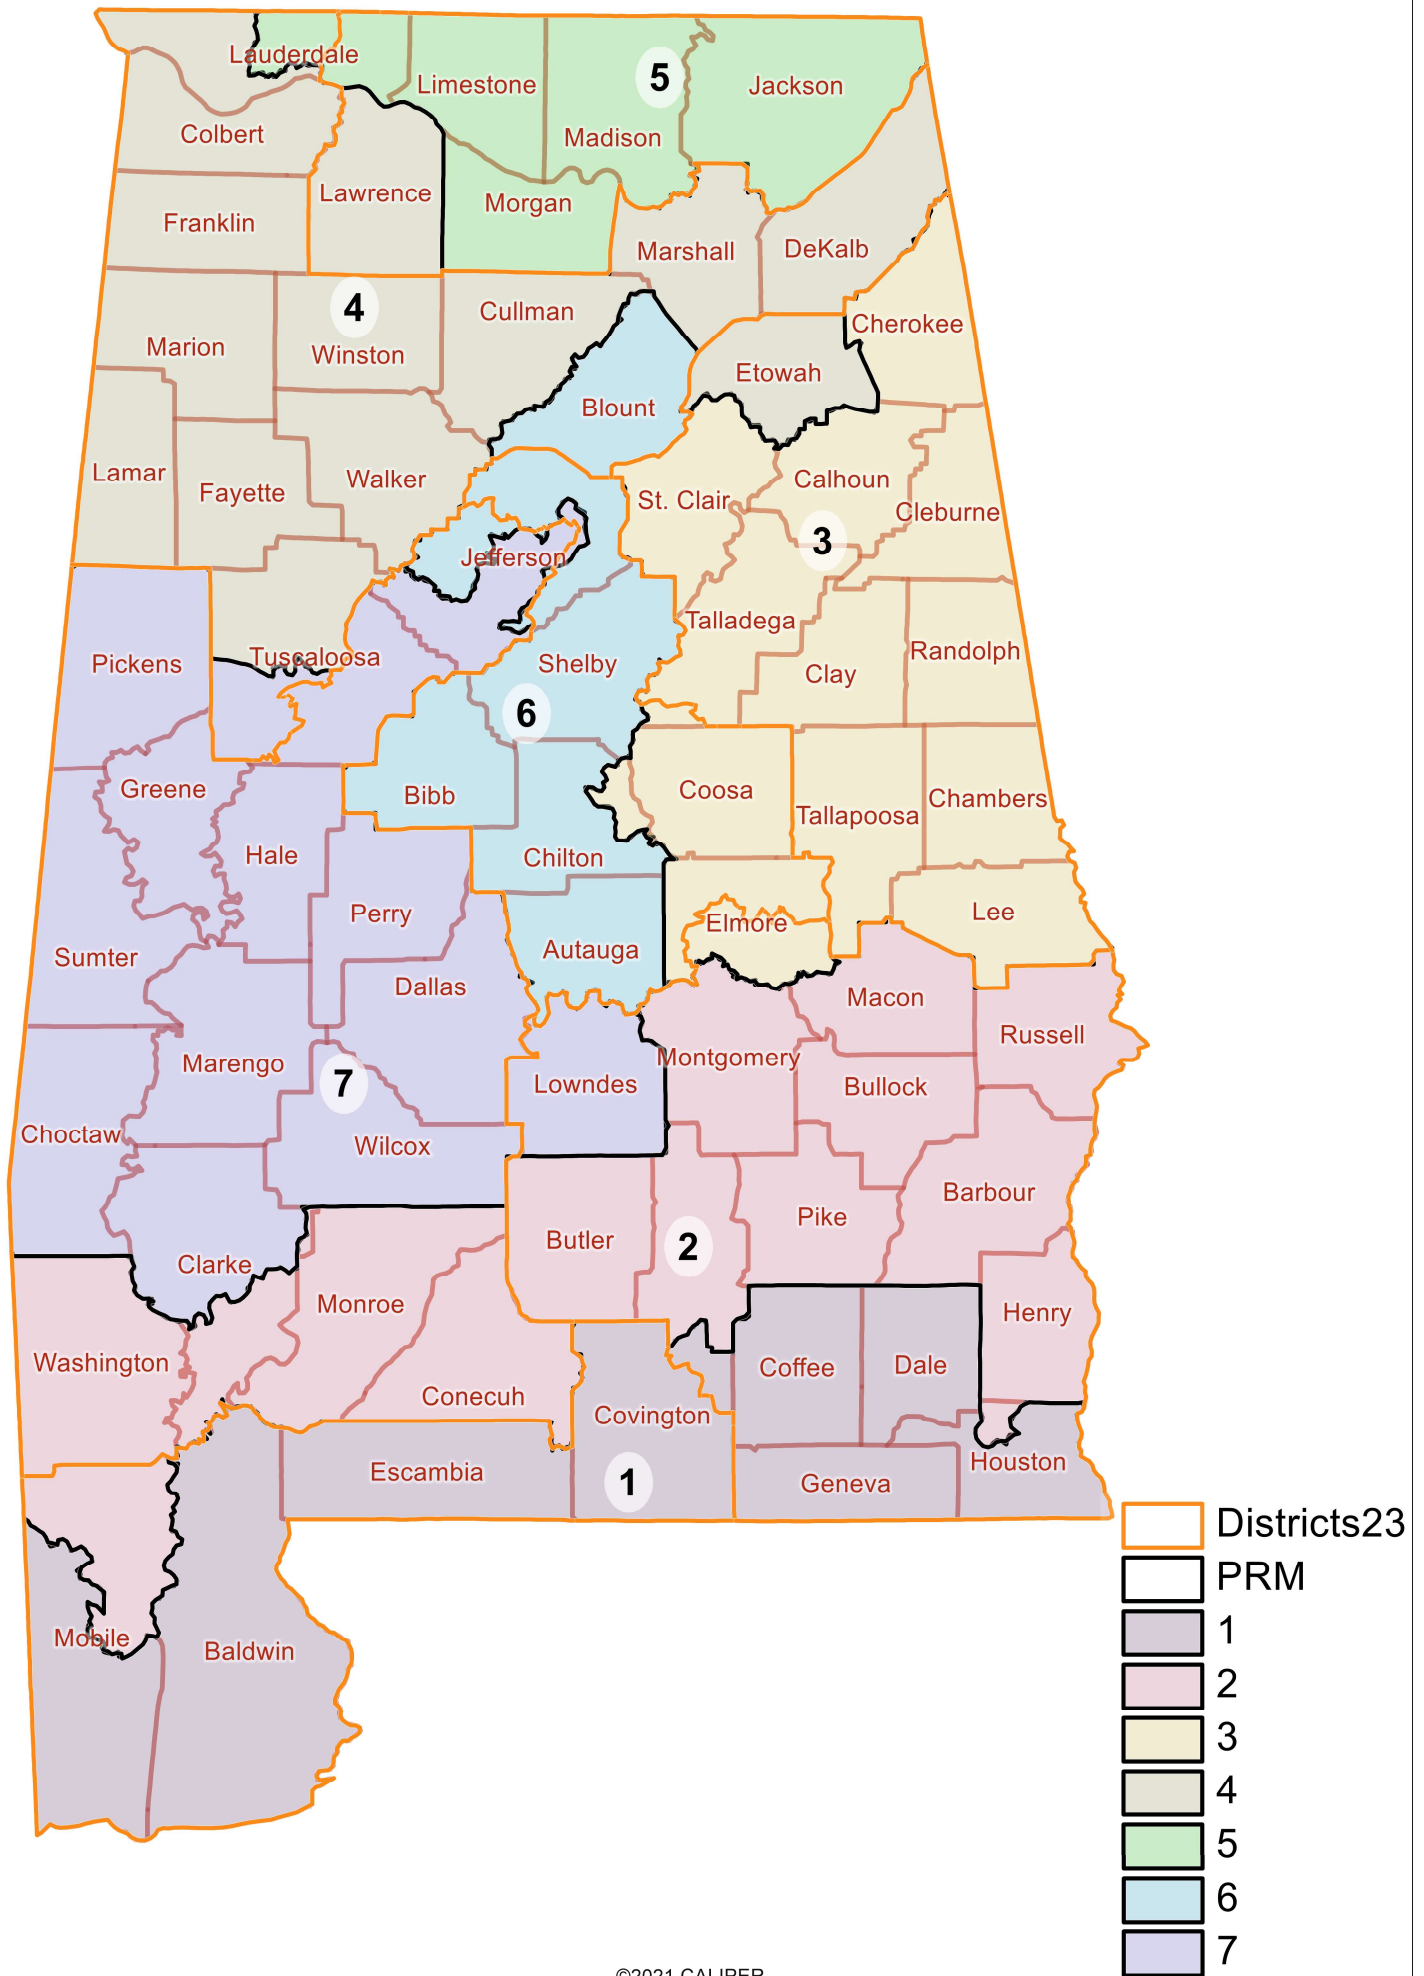 Lauderdale
Limestone
5
Jackson
Colbert
Madison
Lawrence
Morgan
Franklin
Marshall
DeKalb
4
Cullman
Cherokee
Marion
Winston
Etowah
Blount
Lamar
Walker
Fayette
St. Clair
Calhoun
Cleburne
3
Jefferson
Talladega
Pickens
Tuscaloosa
Shelby
Randolph
Clay
6
Greene
Bibb
Coosa
Chambers
Tallapoosa
Hale
Chilton
Perry
Elmore
Lee
Sumter
Autauga
Dallas
Macon
Russell
Marengo
Montgomery
7
Lowndes
Bullock
Choctaw
Wilcox
Barbour
Pike
Butler
2
Clarke
Monroe
Henry
Washington
Coffee
Dale
Conecuh
Covington
Escambia
1
Geneva
Houston
Mobile
Baldwin
Districts23
PRM
1
2
3
4
5
6
7
©2021 CALIPER